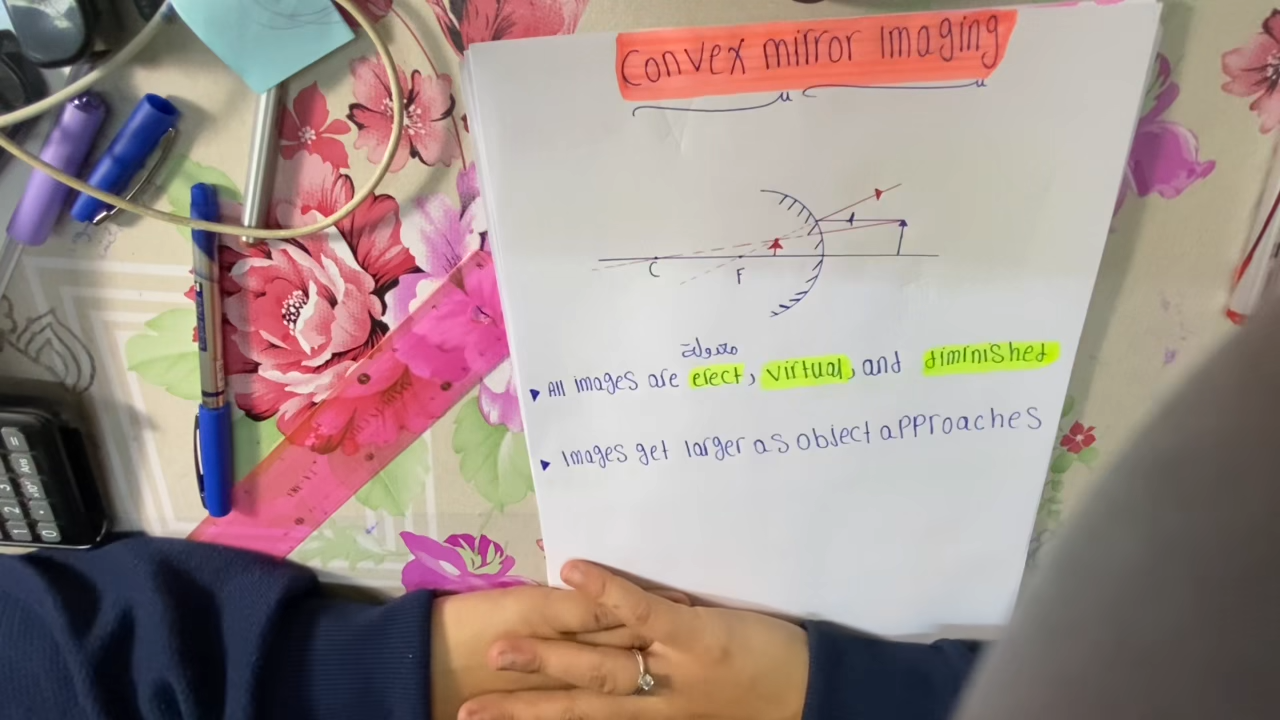 Convex mirror Imaging
C
F
معتدلة
All images are erect, virtual, and diminished
Images get larger as object approaches